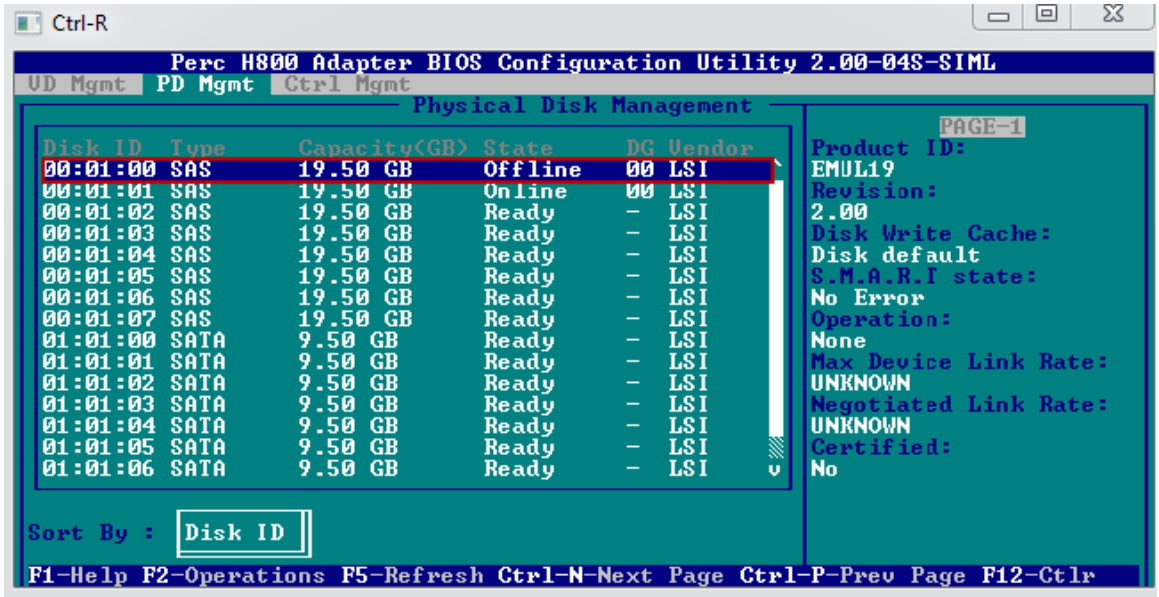 Ctrl-R
Perc H800 Adapter BIOS Configuration Utility 2.00-04S-SIML
VD Mgmt PD Mgmt Ctrl Mgmt
Physical Disk Management
Disk ID Type Capacity(GB) State DG Vendor
00:01:00 SAS 19.50 GB Offline 00 LSI
00:01:01 SAS 19.50 GB Online 00 LSI
00:01:02 SAS 19.50 GB Ready - LSI
00:01:03 SAS 19.50 GB Ready - LSI
00:01:04 SAS 19.50 GB Ready - LSI
00:01:05 SAS 19.50 GB Ready - LSI
00:01:06 SAS 19.50 GB Ready - LSI
00:01:07 SAS 19.50 GB Ready - LSI
01:01:00 SATA 9.50 GB Ready - LSI
01:01:01 SATA 9.50 GB Ready - LSI
01:01:02 SATA 9.50 GB Ready - LSI
01:01:03 SATA 9.50 GB Ready - LSI
01:01:04 SATA 9.50 GB Ready - LSI
01:01:05 SATA 9.50 GB Ready - LSI
01:01:06 SATA 9.50 GB Ready - LSI
Sort By : Disk ID
PAGE-1
Product ID:
EMUL19
Revision:
2.00
Disk Write Cache:
Disk default
S.M.A.R.T state:
No Error
Operation:
None
Max Device Link Rate:
UNKNOWN
Negotiated Link Rate:
UNKNOWN
Certified:
No
F1-Help F2-Operations F5-Refresh Ctrl-N-Next Page Ctrl-P-Prev Page F12-Ctlr